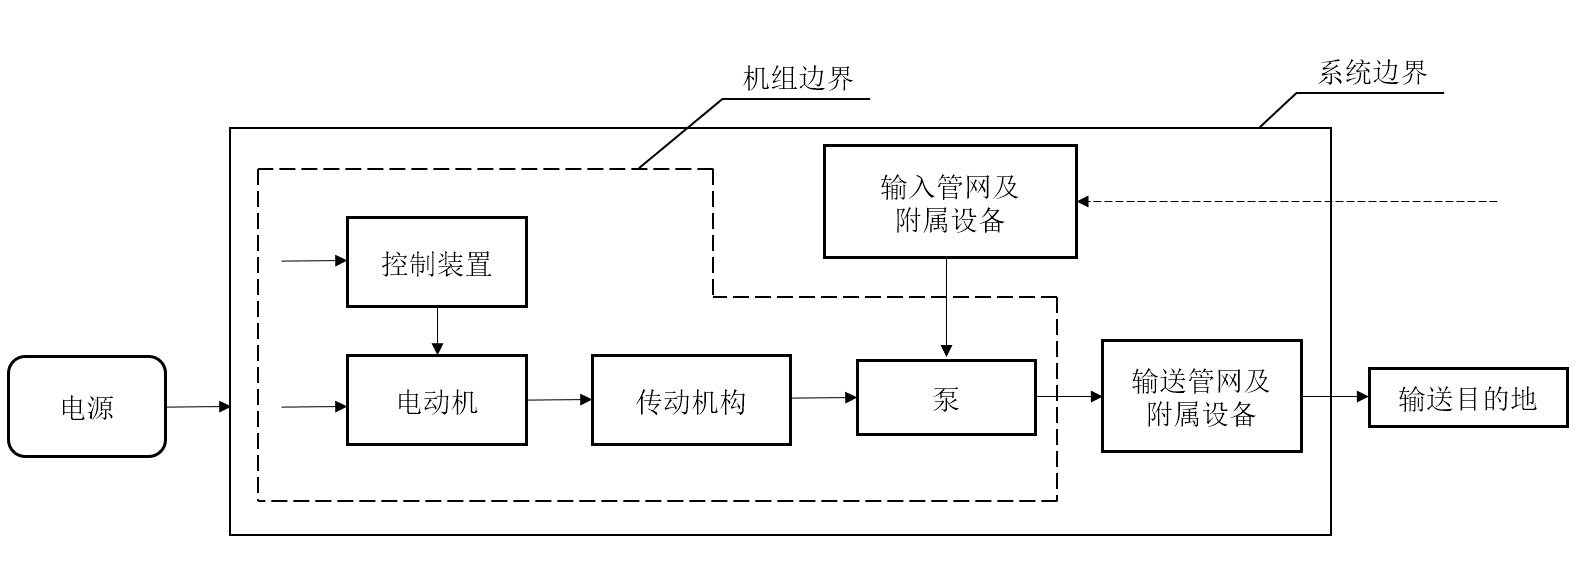 机组边界
系统边界
输入管网及
附属设备
控制装置
电源
电动机
传动机构
泵
输送管网及
附属设备
输送目的地